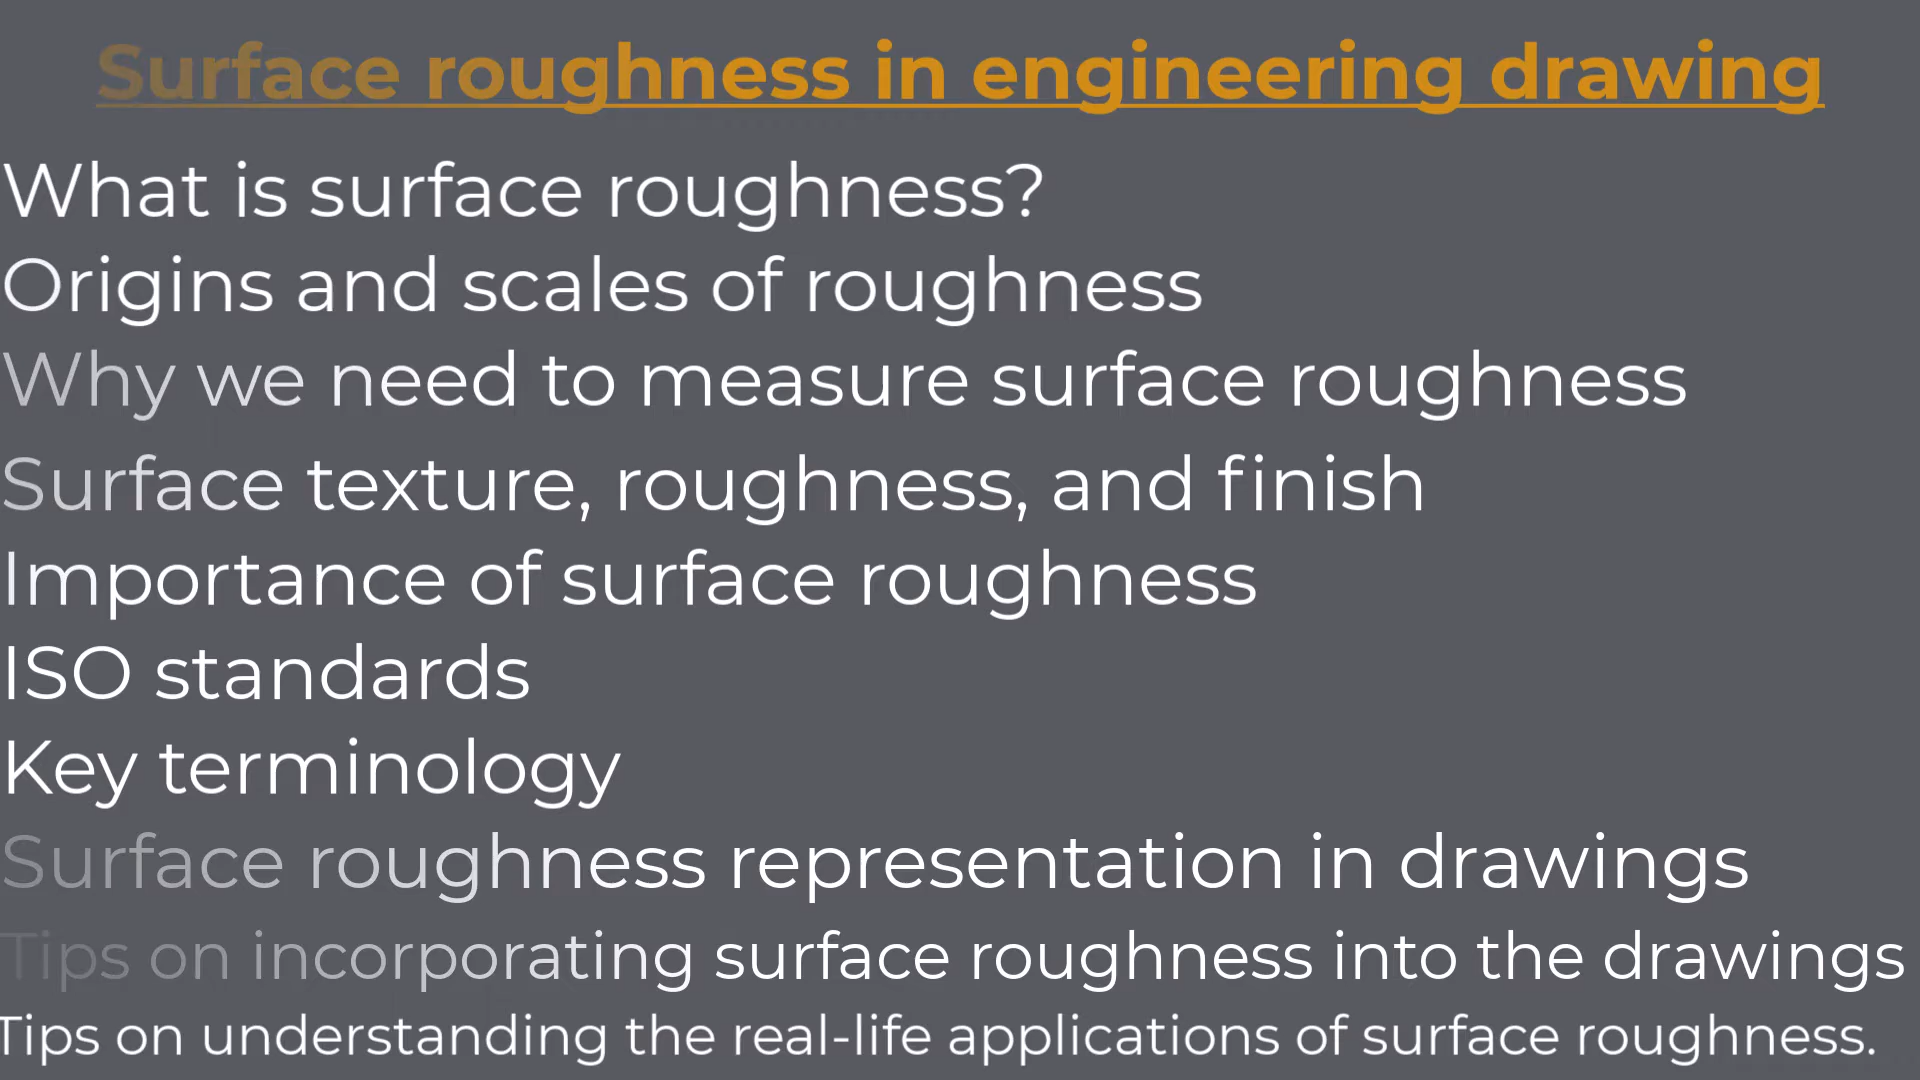 Surface roughness in engineering drawing
What is surface roughness?
Origins and scales of roughness
Why we need to measure surface roughness
Surface texture, roughness, and finish
Importance of surface roughness
ISO standards
Key terminology
Surface roughness representation in drawings
Tips on incorporating surface roughness into the drawings
Tips on understanding the real-life applications of surface roughness.